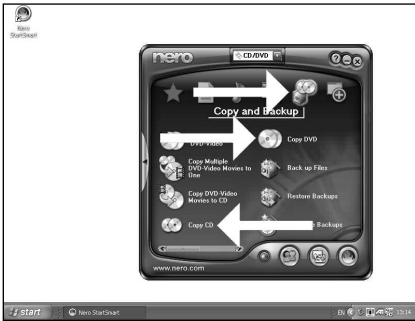 Nero
StartSmart
nero
CD/DVD
Copy and Backup
DVD-Video
Copy DVD
Copy Multiple
DVD-Video Movies to
One
Back up Files
Copy DVD-Video
Movies to CD
Restore Backups
Copy CD
Backups
www.nero.com
start
Nero StartSmart
EN
13:14